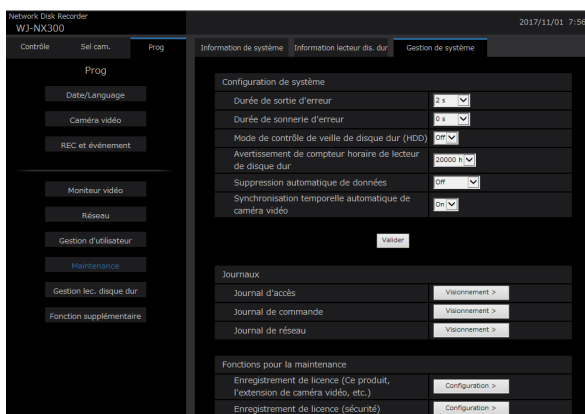 Network Disk Recorder
WJ-NX300
2017/11/01 7:56
Contrôle Sel cam. Prog
Information de système Information lecteur dis. dur Gestion de système
Prog
Date/Language
Caméra vidéo
REC et événement
Moniteur vidéo
Réseau
Gestion d'utilisateur
Maintenance
Gestion lec. disque dur
Fonction supplémentaire
Configuration de système
Durée de sortie d'erreur 2 s
Durée de sonnerie d'erreur 0 s
Mode de contrôle de veille de disque dur (HDD) Off
Avertissement de compteur horaire de lecteur
de disque dur 20000 h
Suppression automatique de données Off
Synchronisation temporelle automatique de
caméra vidéo On
Valider
Journaux
Journal d'accès Visionnement >
Journal de commande Visionnement >
Journal de réseau Visionnement >
Fonctions pour la maintenance
Enregistrement de licence (Ce produit,
l'extension de caméra vidéo, etc.) Configuration >
Enregistrement de licence (sécurité) Configuration >